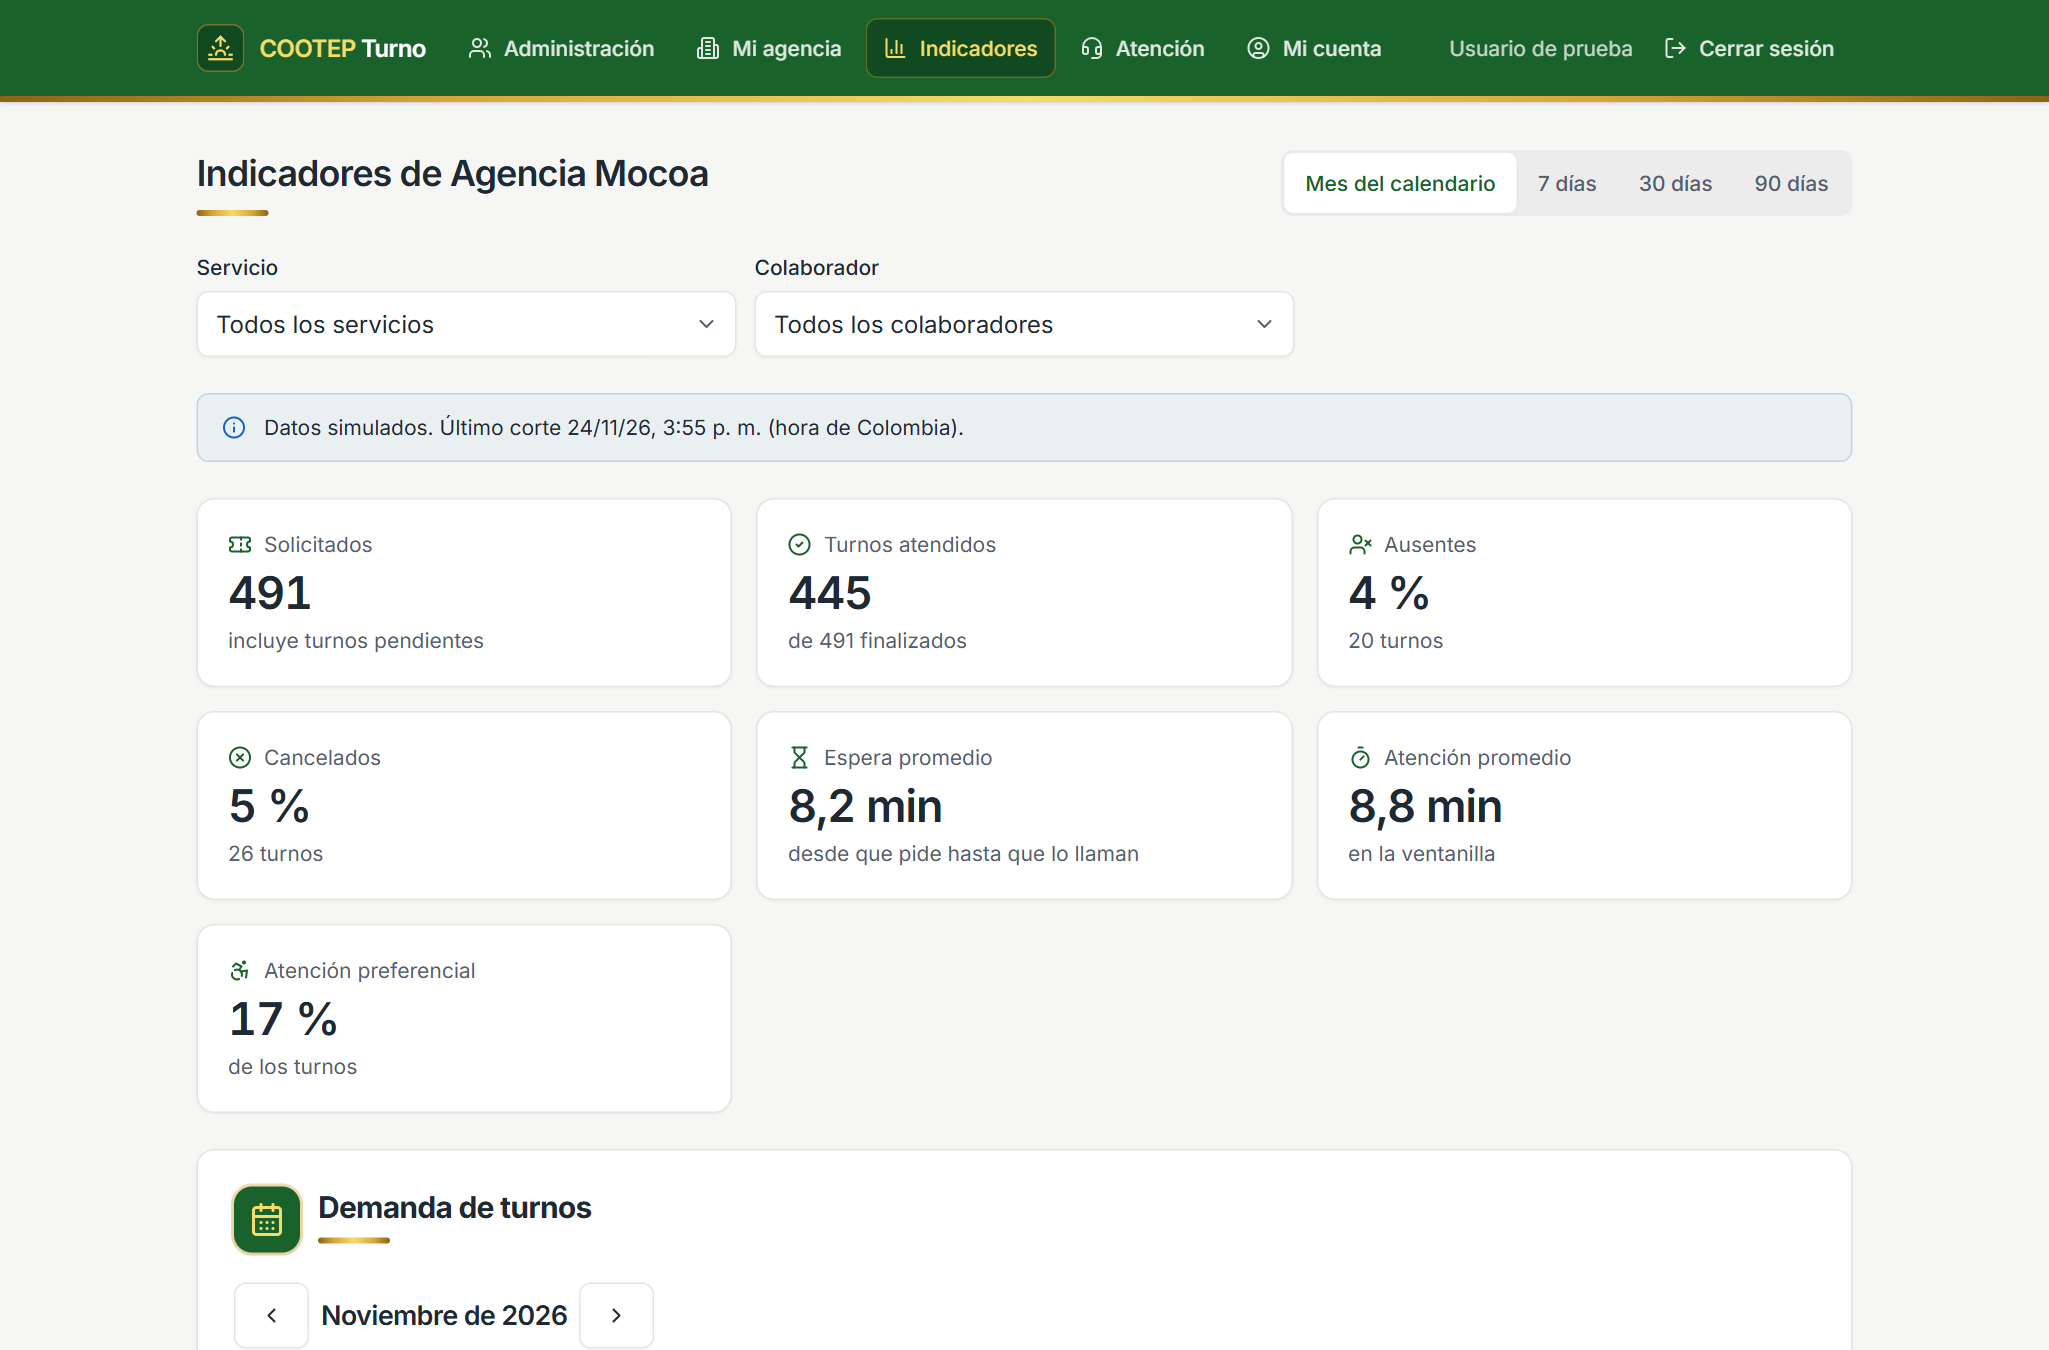 COOTEP Turno
Administración
Mi agencia
Indicadores
Atención
Mi cuenta
Usuario de prueba
Cerrar sesión
Indicadores de Agencia Mocoa
Mes del calendario
7 días
30 días
90 días
Servicio
Colaborador
Todos los servicios
Todos los colaboradores
Datos simulados. Último corte 24/11/26, 3:55 p. m. (hora de Colombia).
Solicitados
491
incluye turnos pendientes
Turnos atendidos
445
de 491 finalizados
Ausentes
4 %
20 turnos
Cancelados
5 %
26 turnos
Espera promedio
8,2 min
desde que pide hasta que lo llaman
Atención promedio
8,8 min
en la ventanilla
Atención preferencial
17 %
de los turnos
Demanda de turnos
Noviembre de 2026